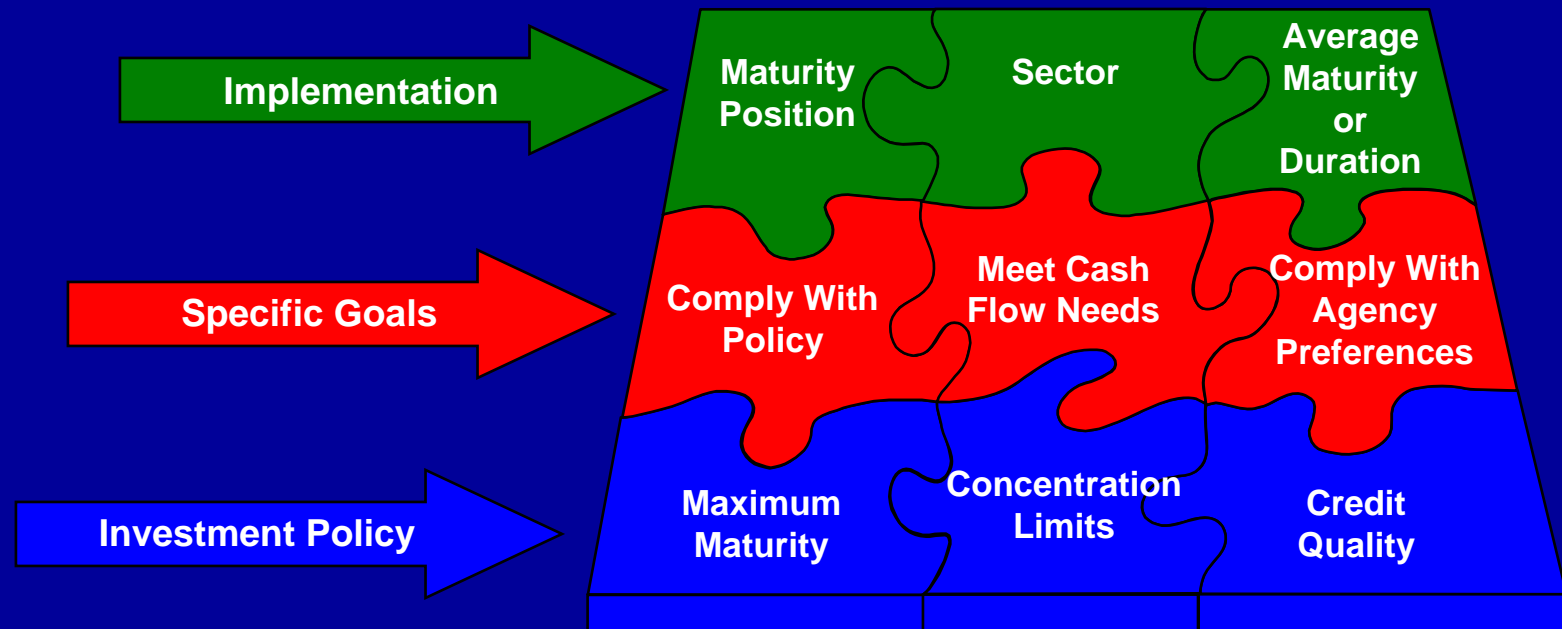 Implementation
Maturity
Position
Sector
Average
Maturity
or
Duration
Specific Goals
Comply With
Policy
Meet Cash
Flow Needs
Comply With
Agency
Preferences
Investment Policy
Maximum
Maturity
Concentration
Limits
Credit
Quality